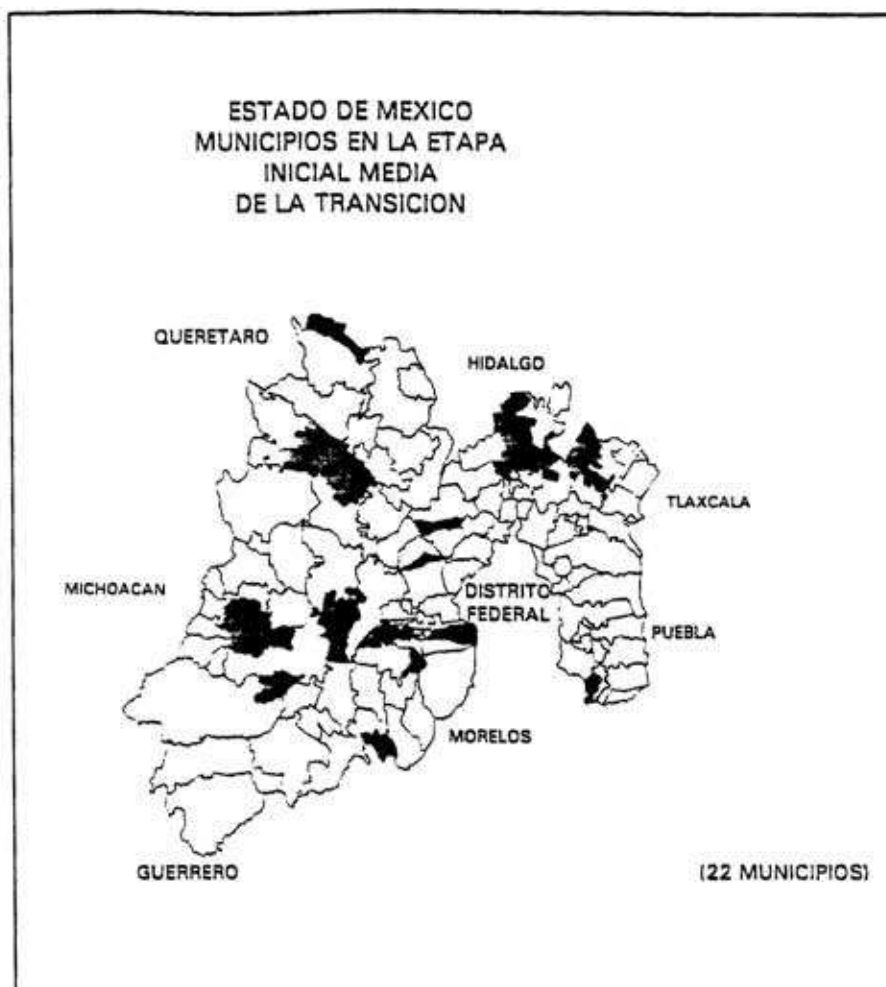 ESTADO DE MEXICO
MUNICIPIOS EN LA ETAPA
INICIAL MEDIA
DE LA TRANSICION
QUERETARO
HIDALGO
TLAXCALA
MICHOACAN
DISTRITO
FEDERAL
PUEBLA
MORELOS
GUERRERO
(22 MUNICIPIOS)